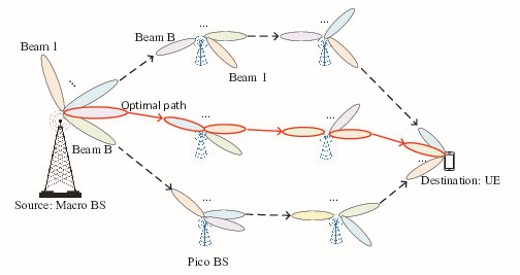 ...
Beam B
...
Beam 1
...
Beam 1
...
Optimal path
...
Beam B
...
Destination: UE
...
Source: Macro BS
...
Pico BS